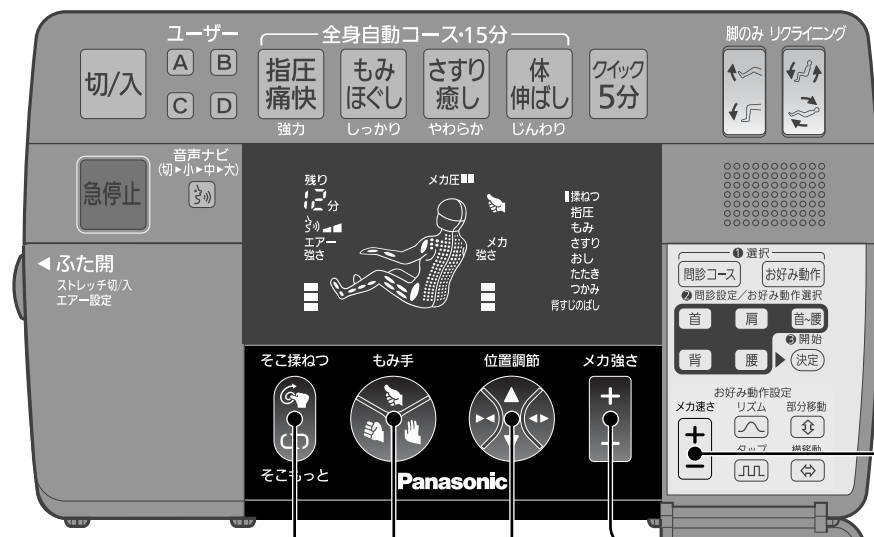 ユーザー
全身自動コース・15分
脚のみ リクライニング
切/入
A B
C D
指圧
痛快
もみ
ほぐし
さすり
癒し
体
伸ばし
クイック
5分
強力
しっかり
やわらか
じんわり
急停止
音声ナビ
(切▶小▶中▶大)
◀ふた開
ストレッチ切/入
エアー設定
残り
12分
エアー
強さ
メカ圧
メカ
強さ
揉ねつ
指圧
もみ
さすり
おし
たたき
つかみ
背すじのばし
❶選択
問診コース
お好み動作
❷問診設定/お好み動作選択
首 肩 首~腰
❸開始
背 腰 ▶ 決定
お好み動作設定
メカ速さ
リズム
部分移動
+
−
タップ
横移動
そこ揉ねつ
もみ手
位置調節
メカ強さ
+
−
そこもっと
Panasonic